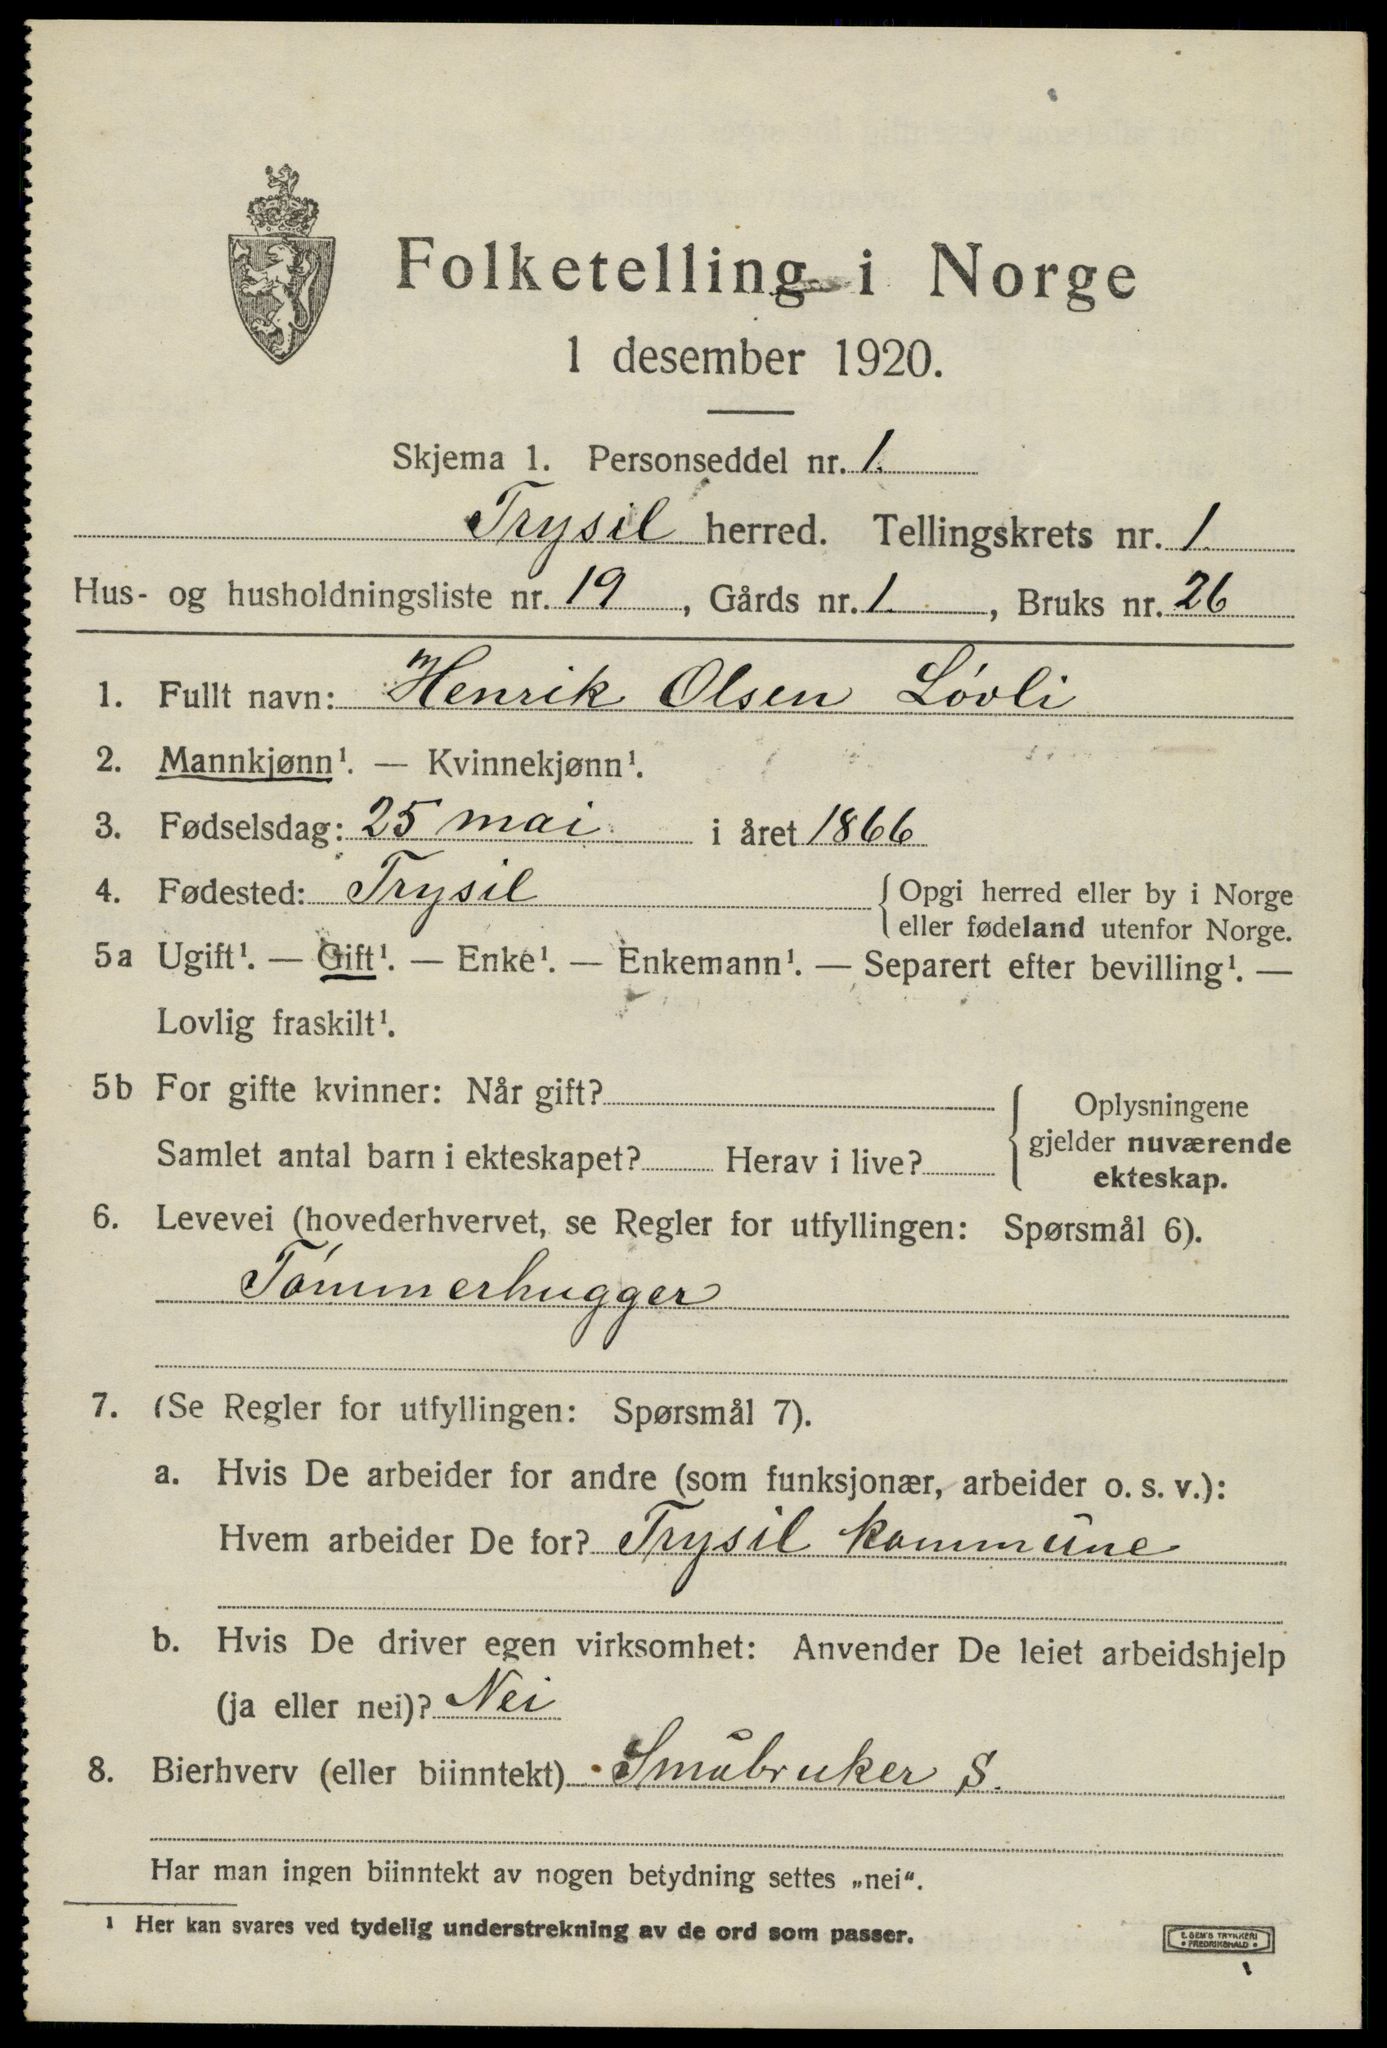 Folketelling i Norge
1 desember 1920.
Skjema 1. Personseddel nr. 1.
Trysil herred. Tellingskrets nr. 1.
Hus- og husholdningsliste nr. 19, Gårds nr. 1., Bruks nr. 26
1. Fullt navn: Henrik Olsen Løvli
2. Mannkjønn¹. — Kvinnekjønn¹.
3. Fødselsdag: 25 mai i året 1866
4. Fødested: Trysil {Opgi herred eller by i Norge
eller fødeland utenfor Norge.
5a Ugift¹. — Gift¹. — Enke¹. — Enkemann¹. — Separert efter bevilling¹. —
Lovlig fraskilt¹.
5b For gifte kvinner: Når gift?
Samlet antal barn i ekteskapet? Herav i live?
Oplysningene
gjelder nuværende
ekteskap.
6. Levevei (hovederhvervet, se Regler for utfyllingen: Spørsmål 6).
Tømmerhugger
7. (Se Regler for utfyllingen: Spørsmål 7).
a. Hvis De arbeider for andre (som funksjonær, arbeider o. s. v.):
Hvem arbeider De for? Trysil kommune
b. Hvis De driver egen virksomhet: Anvender De leiet arbeidshjelp
(ja eller nei)? Nei
8. Bierhverv (eller biinntekt) Småbruker S.
Har man ingen biinntekt av nogen betydning settes „nei“.
¹ Her kan svares ved tydelig understrekning av de ord som passer.
E. SEM'S TRYKKERI
• FREDRIKSHALD •